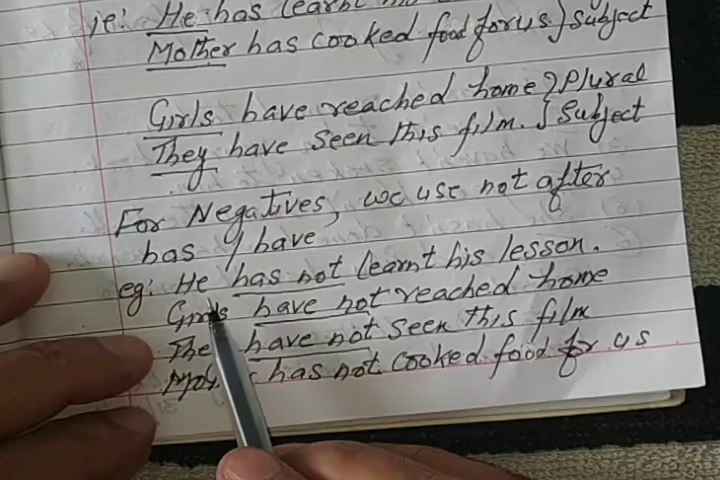 ie: He has learnt
Mother has cooked food for us } Subject
Girls have reached home } Plural
They have seen this film. } Subject
For Negatives, we use not after
has / have
eg: He has not learnt his lesson.
Girls have not reached home
have not seen this film
has not cooked food for us